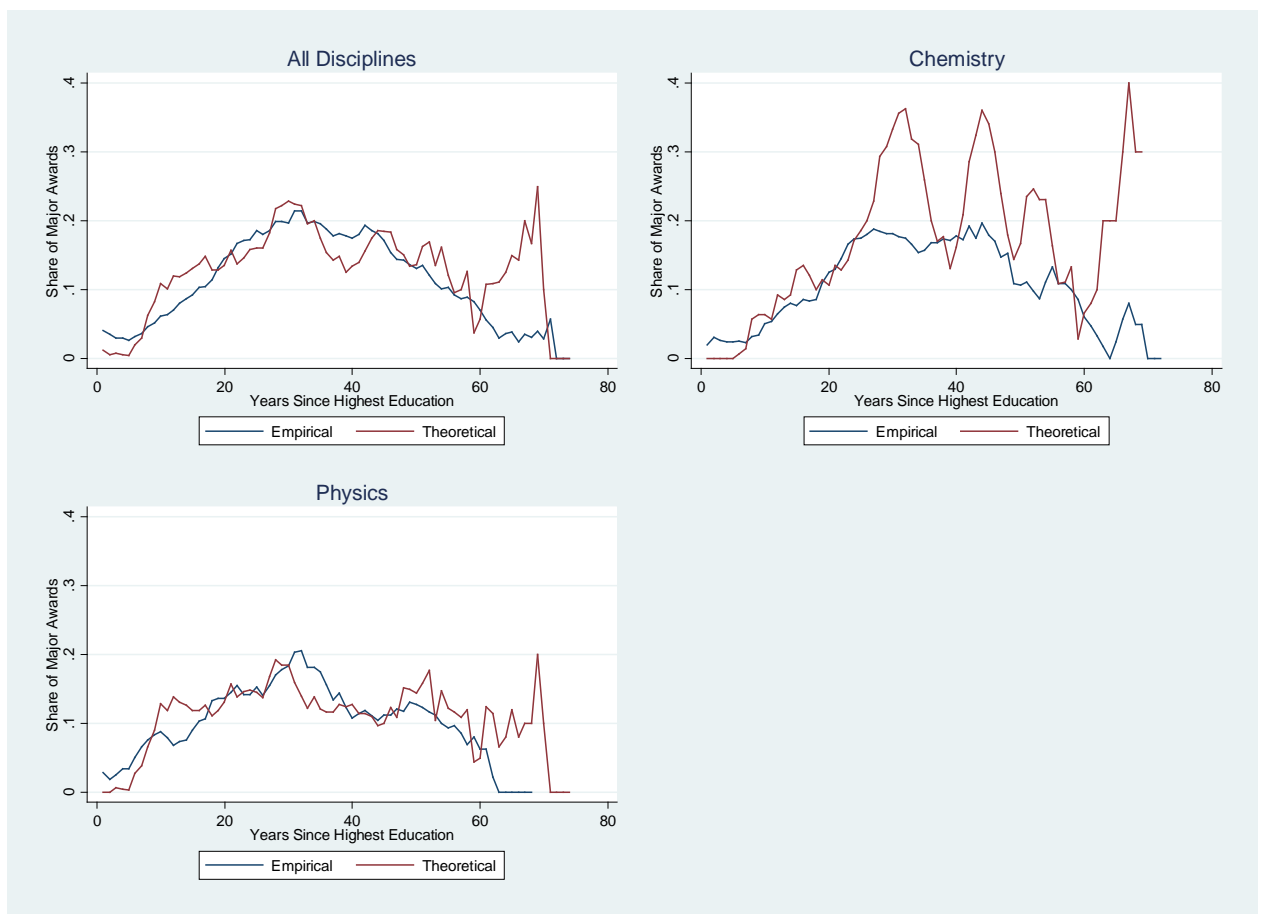 All Disciplines
Share of Major Awards
.4
.3
.2
.1
0
0 20 40 60 80
Years Since Highest Education
Empirical Theoretical
Chemistry
Share of Major Awards
.4
.3
.2
.1
0
0 20 40 60 80
Years Since Highest Education
Empirical Theoretical
Physics
Share of Major Awards
.4
.3
.2
.1
0
0 20 40 60 80
Years Since Highest Education
Empirical Theoretical